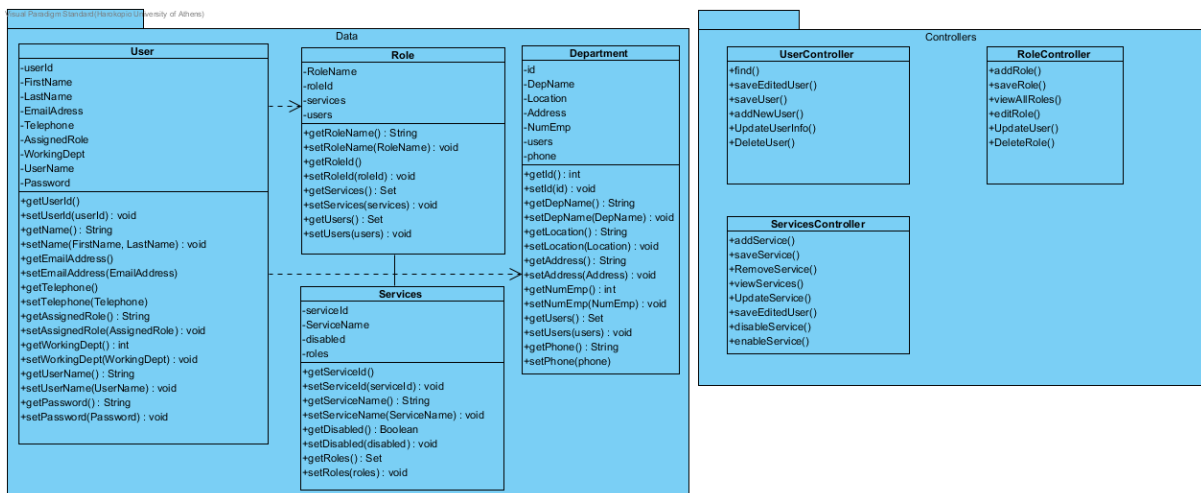 Visual Paradigm Standard(Harokopio University of Athens)
Data
User
-userId
-FirstName
-LastName
-EmailAdress
-Telephone
-AssignedRole
-WorkingDept
-UserName
-Password
+getUserId()
+setUserId(userId) : void
+getName() : String
+setName(FirstName, LastName) : void
+getEmailAddress()
+setEmailAddress(EmailAddress)
+getTelephone()
+setTelephone(Telephone)
+getAssignedRole() : String
+setAssignedRole(AssignedRole) : void
+getWorkingDept() : int
+setWorkingDept(WorkingDept) : void
+getUserName() : String
+setUserName(UserName) : void
+getPassword() : String
+setPassword(Password) : void
Role
-RoleName
-roleId
-services
-users
+getRoleName() : String
+setRoleName(RoleName) : void
+getRoleId()
+setRoleId(roleId) : void
+getServices() : Set
+setServices(services) : void
+getUsers() : Set
+setUsers(users) : void
Services
-serviceId
-ServiceName
-disabled
-roles
+getServiceId()
+setServiceId(serviceId) : void
+getServiceName() : String
+setServiceName(ServiceName) : void
+getDisabled() : Boolean
+setDisabled(disabled) : void
+getRoles() : Set
+setRoles(roles) : void
Department
-id
-DepName
-Location
-Address
-NumEmp
-users
-phone
+getId() : int
+setId(id) : void
+getDepName() : String
+setDepName(DepName) : void
+getLocation() : String
+setLocation(Location) : void
+getAddress() : String
+setAddress(Address) : void
+getNumEmp() : int
+setNumEmp(NumEmp) : void
+getUsers() : Set
+setUsers(users) : void
+getPhone() : String
+setPhone(phone)
Controllers
UserController
+find()
+saveEditedUser()
+saveUser()
+addNewUser()
+UpdateUserInfo()
+DeleteUser()
RoleController
+addRole()
+saveRole()
+viewAllRoles()
+editRole()
+UpdateUser()
+DeleteRole()
ServicesController
+addService()
+saveService()
+RemoveService()
+viewServices()
+UpdateService()
+saveEditedUser()
+disableService()
+enableService()